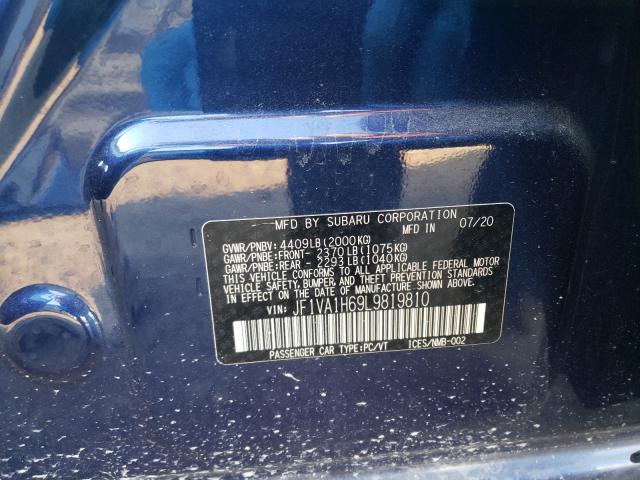 MFD BY SUBARU CORPORATION
MFD IN 07/20
GVWR/PNBV: 4409LB(2000KG)
GAWR/PNBE:FRONT- 2370LB(1075KG)
GAWR/PNBE:REAR - 2293LB(1040KG)
THIS VEHICLE CONFORMS TO ALL APPLICABLE FEDERAL MOTOR
VEHICLE SAFETY, BUMPER, AND THEFT PREVENTION STANDARDS
IN EFFECT ON THE DATE OF MANUFACTURE SHOWN ABOVE.
VIN: JF1VA1H69L9819810
PASSENGER CAR TYPE:PC/VT ICES/NMB-002